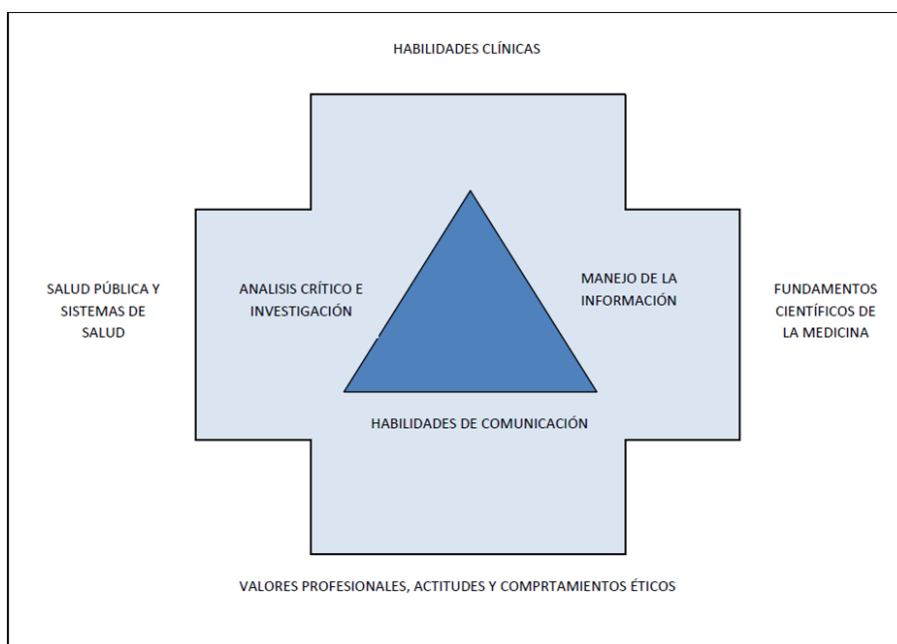 HABILIDADES CLÍNICAS
SALUD PÚBLICA Y
SISTEMAS DE
SALUD
ANALISIS CRÍTICO E
INVESTIGACIÓN
MANEJO DE LA
INFORMACIÓN
FUNDAMENTOS
CIENTÍFICOS DE
LA MEDICINA
HABILIDADES DE COMUNICACIÓN
VALORES PROFESIONALES, ACTITUDES Y COMPRTAMIENTOS ÉTICOS